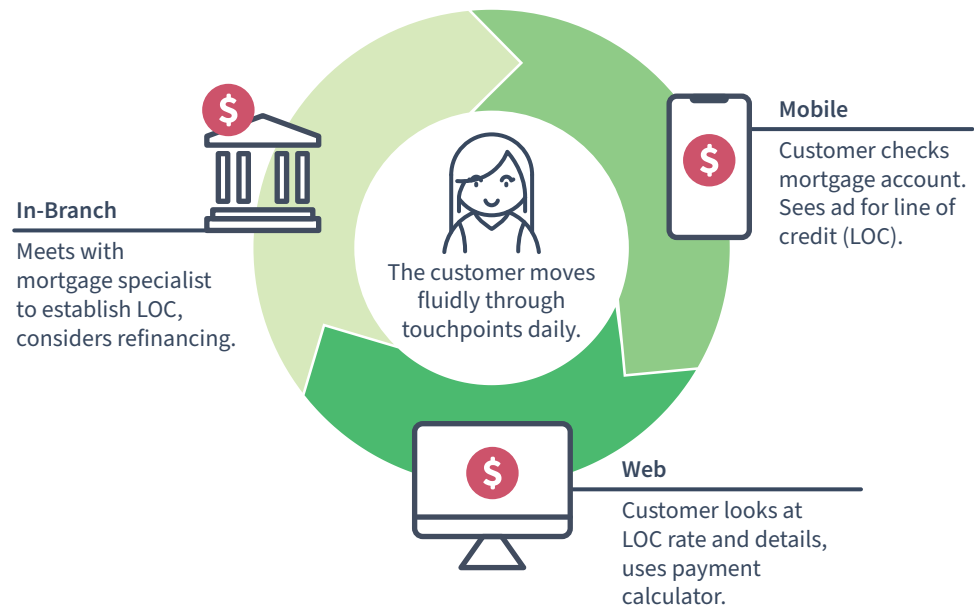 Mobile
Customer checks
mortgage account.
Sees ad for line of
credit (LOC).
In-Branch
Meets with
mortgage specialist
to establish LOC,
considers refinancing.
The customer moves
fluidly through
touchpoints daily.
Web
Customer looks at
LOC rate and details,
uses payment
calculator.
$
$
$